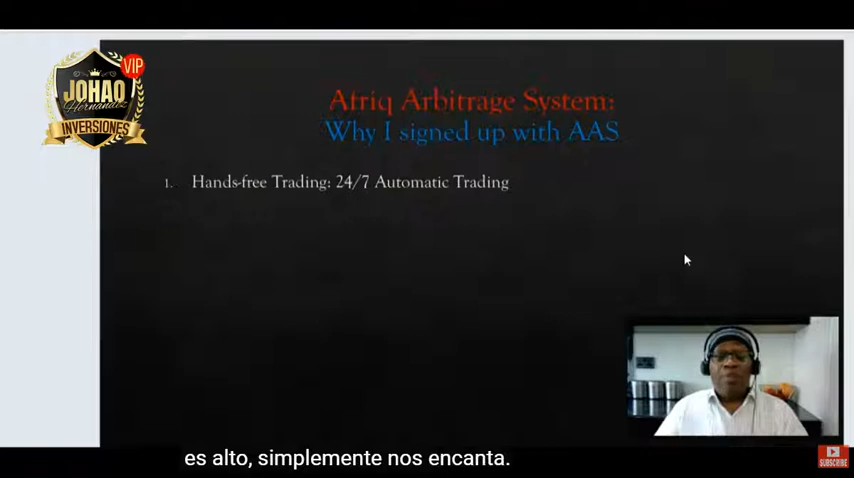 VIP
JOHAO
Hernandez
INVERSIONES
Afriq Arbitrage System:
Why I signed up with AAS
1. Hands-free Trading: 24/7 Automatic Trading
es alto, simplemente nos encanta.
SUBSCRIBE